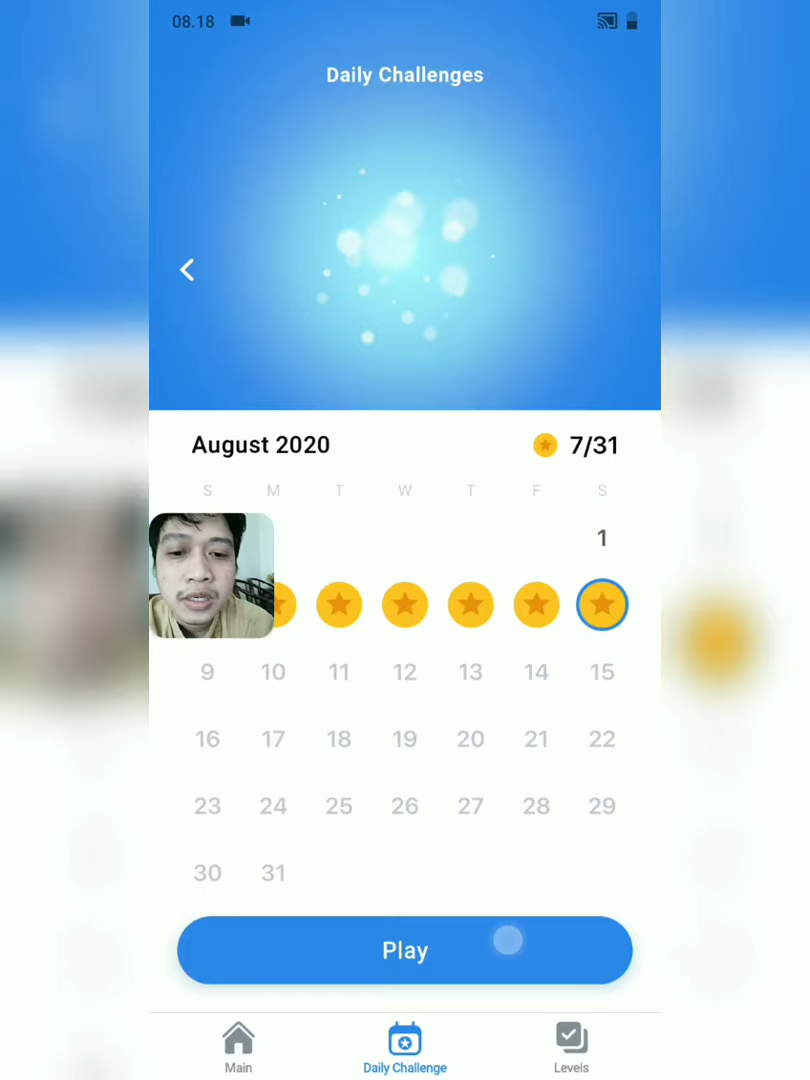 08.18
Daily Challenges
August 2020 7/31
S M T W T F S
1
9 10 11 12 13 14 15
16 17 18 19 20 21 22
23 24 25 26 27 28 29
30 31
Play
Main Daily Challenge Levels